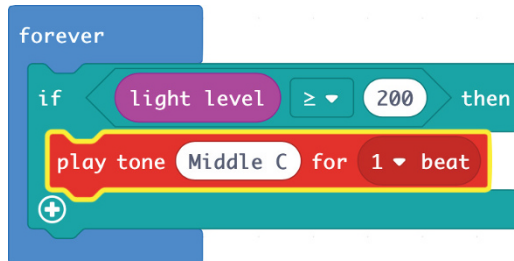 forever
if light level ≥ 200 then
play tone Middle C for 1 beat